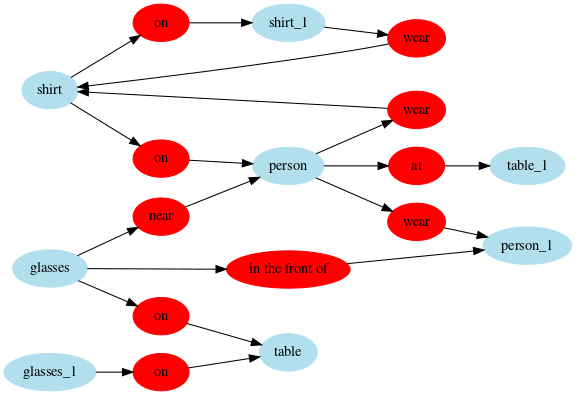 on
shirt_1
wear
shirt
wear
on
person
at
table_1
near
wear
person_1
glasses
in the front of
on
table
glasses_1
on